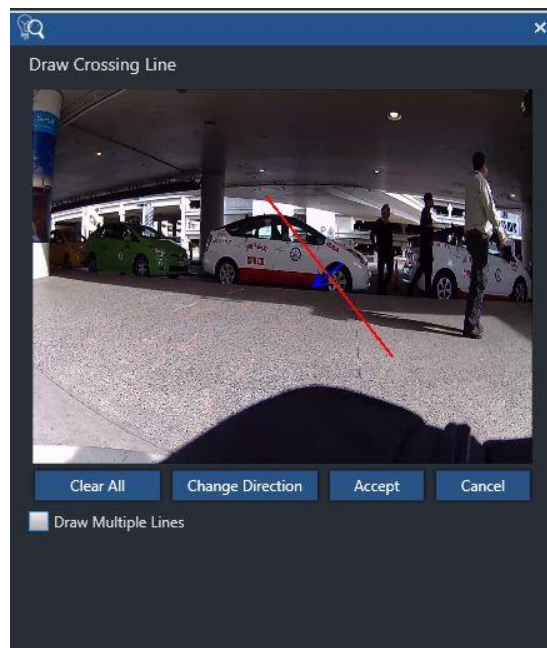 Draw Crossing Line
Clear All
Change Direction
Accept
Cancel
Draw Multiple Lines